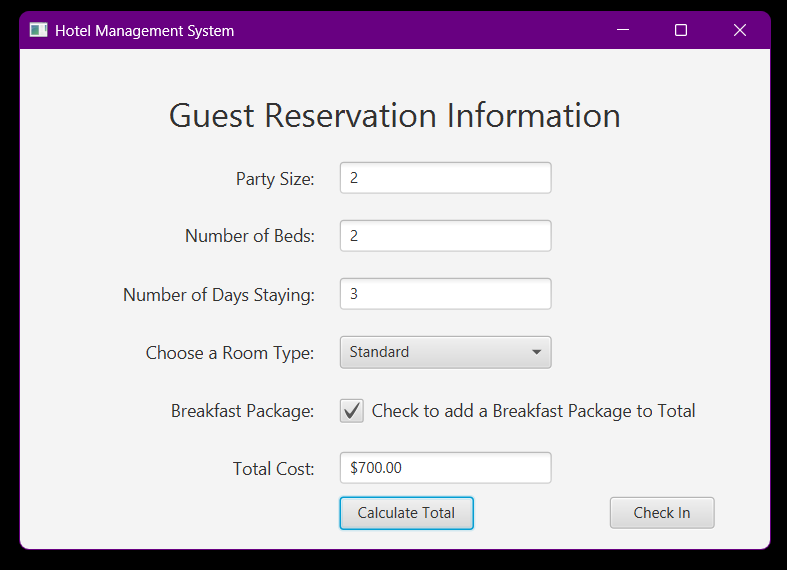 Hotel Management System
Guest Reservation Information
Party Size: 2
Number of Beds: 2
Number of Days Staying: 3
Choose a Room Type: Standard
Breakfast Package: Check to add a Breakfast Package to Total
Total Cost: $700.00
Calculate Total Check In